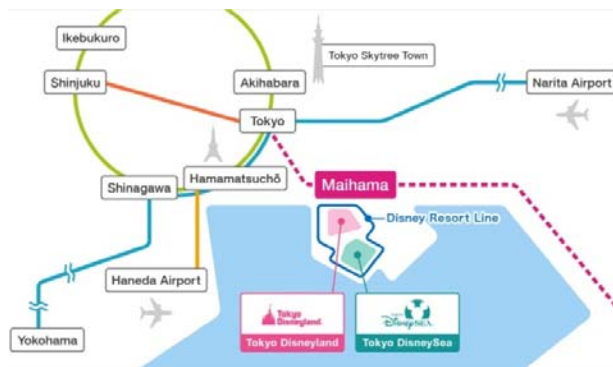 Ikebukuro
Shinjuku
Akihabara
Tokyo Skytree Town
Narita Airport
Tokyo
Hamamatsuchō
Shinagawa
Maihama
Disney Resort Line
Haneda Airport
Yokohama
Tokyo
Disneyland
Tokyo Disneyland
DisneySEA
Tokyo DisneySea